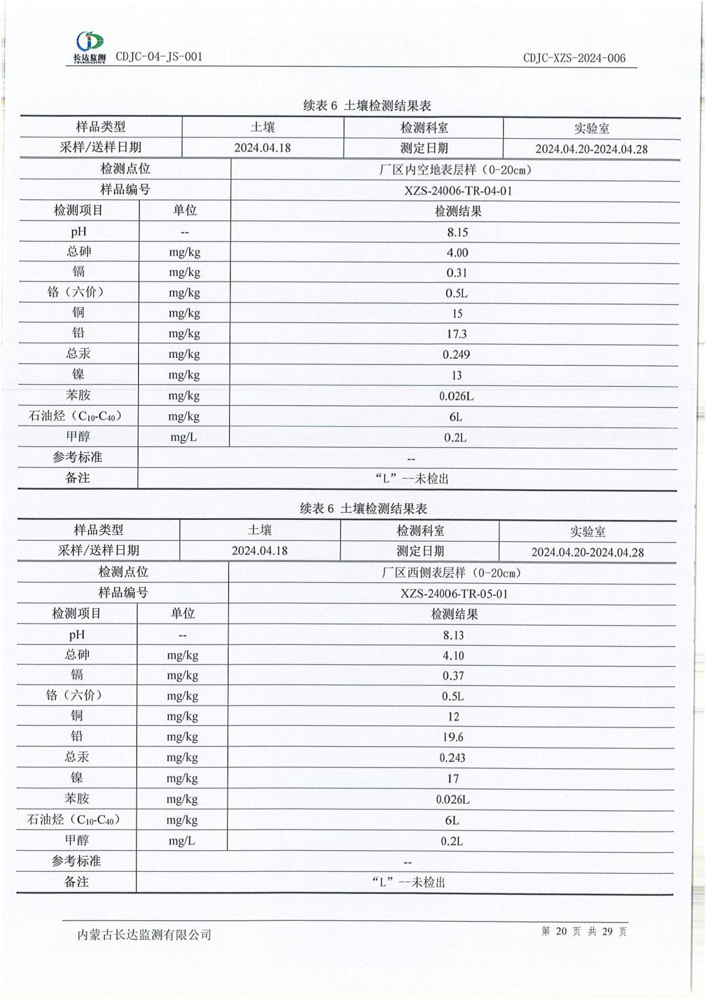 长达监测 CDJC-04-JS-001 CDJC-XZS-2024-006
CHANGDAJIANCE
续表 6 土壤检测结果表
样品类型 土壤 检测科室 实验室
采样/送样日期 2024.04.18 测定日期 2024.04.20-2024.04.28
检测点位 厂区内空地表层样（0-20cm）
样品编号 XZS-24006-TR-04-01
检测项目 单位 检测结果
pH -- 8.15
总砷 mg/kg 4.00
镉 mg/kg 0.31
铬（六价） mg/kg 0.5L
铜 mg/kg 15
铅 mg/kg 17.3
总汞 mg/kg 0.249
镍 mg/kg 13
苯胺 mg/kg 0.026L
石油烃（C₁₀-C₄₀） mg/kg 6L
甲醇 mg/L 0.2L
参考标准 --
备注 “L”--未检出
续表 6 土壤检测结果表
样品类型 土壤 检测科室 实验室
采样/送样日期 2024.04.18 测定日期 2024.04.20-2024.04.28
检测点位 厂区西侧表层样（0-20cm）
样品编号 XZS-24006-TR-05-01
检测项目 单位 检测结果
pH -- 8.13
总砷 mg/kg 4.10
镉 mg/kg 0.37
铬（六价） mg/kg 0.5L
铜 mg/kg 12
铅 mg/kg 19.6
总汞 mg/kg 0.243
镍 mg/kg 17
苯胺 mg/kg 0.026L
石油烃（C₁₀-C₄₀） mg/kg 6L
甲醇 mg/L 0.2L
参考标准 --
备注 “L”--未检出
内蒙古长达监测有限公司 第 20 页 共 29 页